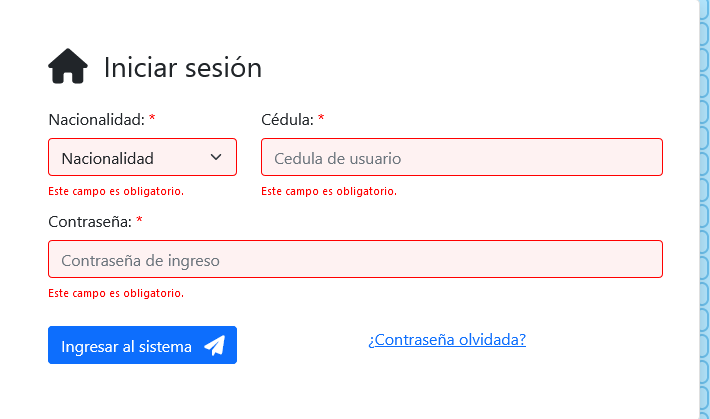 Iniciar sesión
Nacionalidad: * Cédula: *
Nacionalidad Cedula de usuario
Este campo es obligatorio. Este campo es obligatorio.
Contraseña: *
Contraseña de ingreso
Este campo es obligatorio.
Ingresar al sistema ¿Contraseña olvidada?